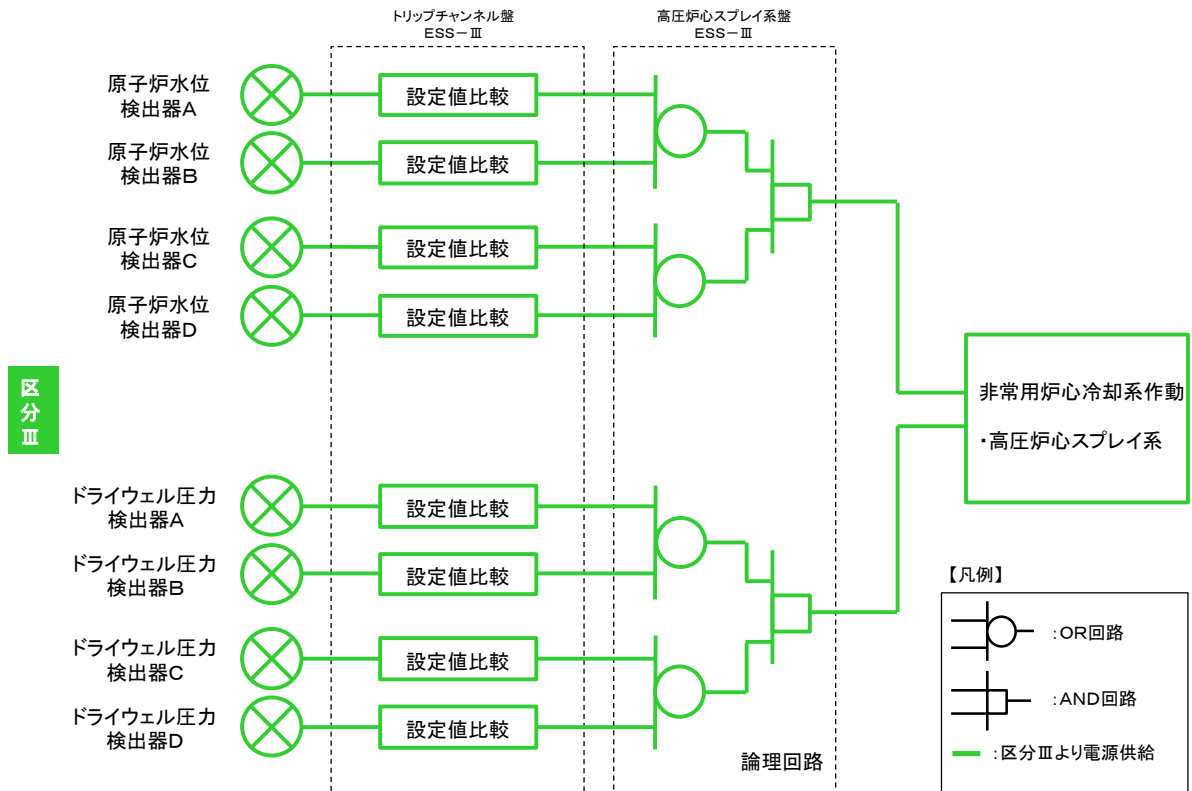 トリップチャンネル盤
ESS－Ⅲ
高圧炉心スプレイ系盤
ESS－Ⅲ
原子炉水位
検出器A
設定値比較
原子炉水位
検出器B
設定値比較
原子炉水位
検出器C
設定値比較
原子炉水位
検出器D
設定値比較
区分Ⅲ
非常用炉心冷却系作動
・高圧炉心スプレイ系
ドライウェル圧力
検出器A
設定値比較
ドライウェル圧力
検出器B
設定値比較
ドライウェル圧力
検出器C
設定値比較
ドライウェル圧力
検出器D
設定値比較
論理回路
【凡例】
：OR回路
：AND回路
：区分Ⅲより電源供給